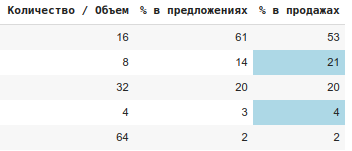 Количество / Объем % в предложениях % в продажах
16 61 53
8 14 21
32 20 20
4 3 4
64 2 2